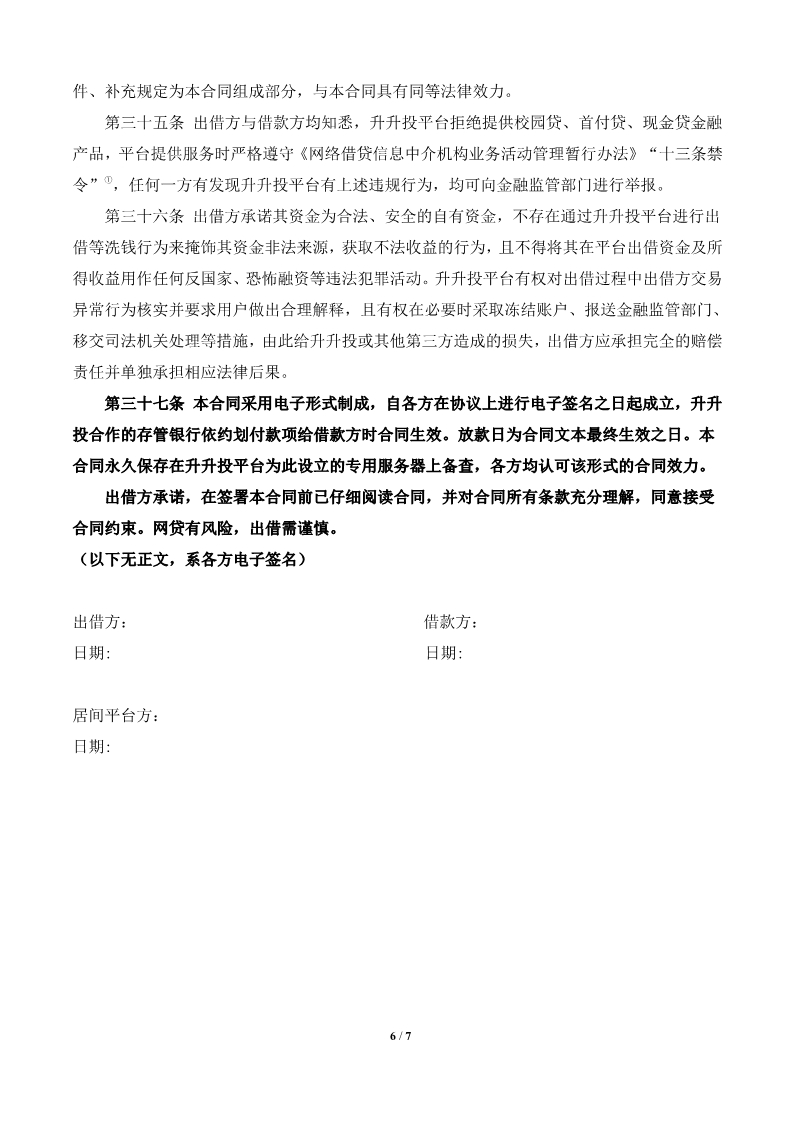 件、补充规定为本合同组成部分，与本合同具有同等法律效力。
第三十五条 出借方与借款方均知悉，升升投平台拒绝提供校园贷、首付贷、现金贷金融
产品，平台提供服务时严格遵守《网络借贷信息中介机构业务活动管理暂行办法》“十三条禁
令”①，任何一方有发现升升投平台有上述违规行为，均可向金融监管部门进行举报。
第三十六条 出借方承诺其资金为合法、安全的自有资金，不存在通过升升投平台进行出
借等洗钱行为来掩饰其资金非法来源，获取不法收益的行为，且不得将其在平台出借资金及所
得收益用作任何反国家、恐怖融资等违法犯罪活动。升升投平台有权对出借过程中出借方交易
异常行为核实并要求用户做出合理解释，且有权在必要时采取冻结账户、报送金融监管部门、
移交司法机关处理等措施，由此给升升投或其他第三方造成的损失，出借方应承担完全的赔偿
责任并单独承担相应法律后果。
第三十七条 本合同采用电子形式制成，自各方在协议上进行电子签名之日起成立，升升
投合作的存管银行依约划付款项给借款方时合同生效。放款日为合同文本最终生效之日。本
合同永久保存在升升投平台为此设立的专用服务器上备查，各方均认可该形式的合同效力。
出借方承诺，在签署本合同前已仔细阅读合同，并对合同所有条款充分理解，同意接受
合同约束。网贷有风险，出借需谨慎。
（以下无正文，系各方电子签名）
出借方： 借款方：
日期: 日期:
居间平台方：
日期:
6 / 7